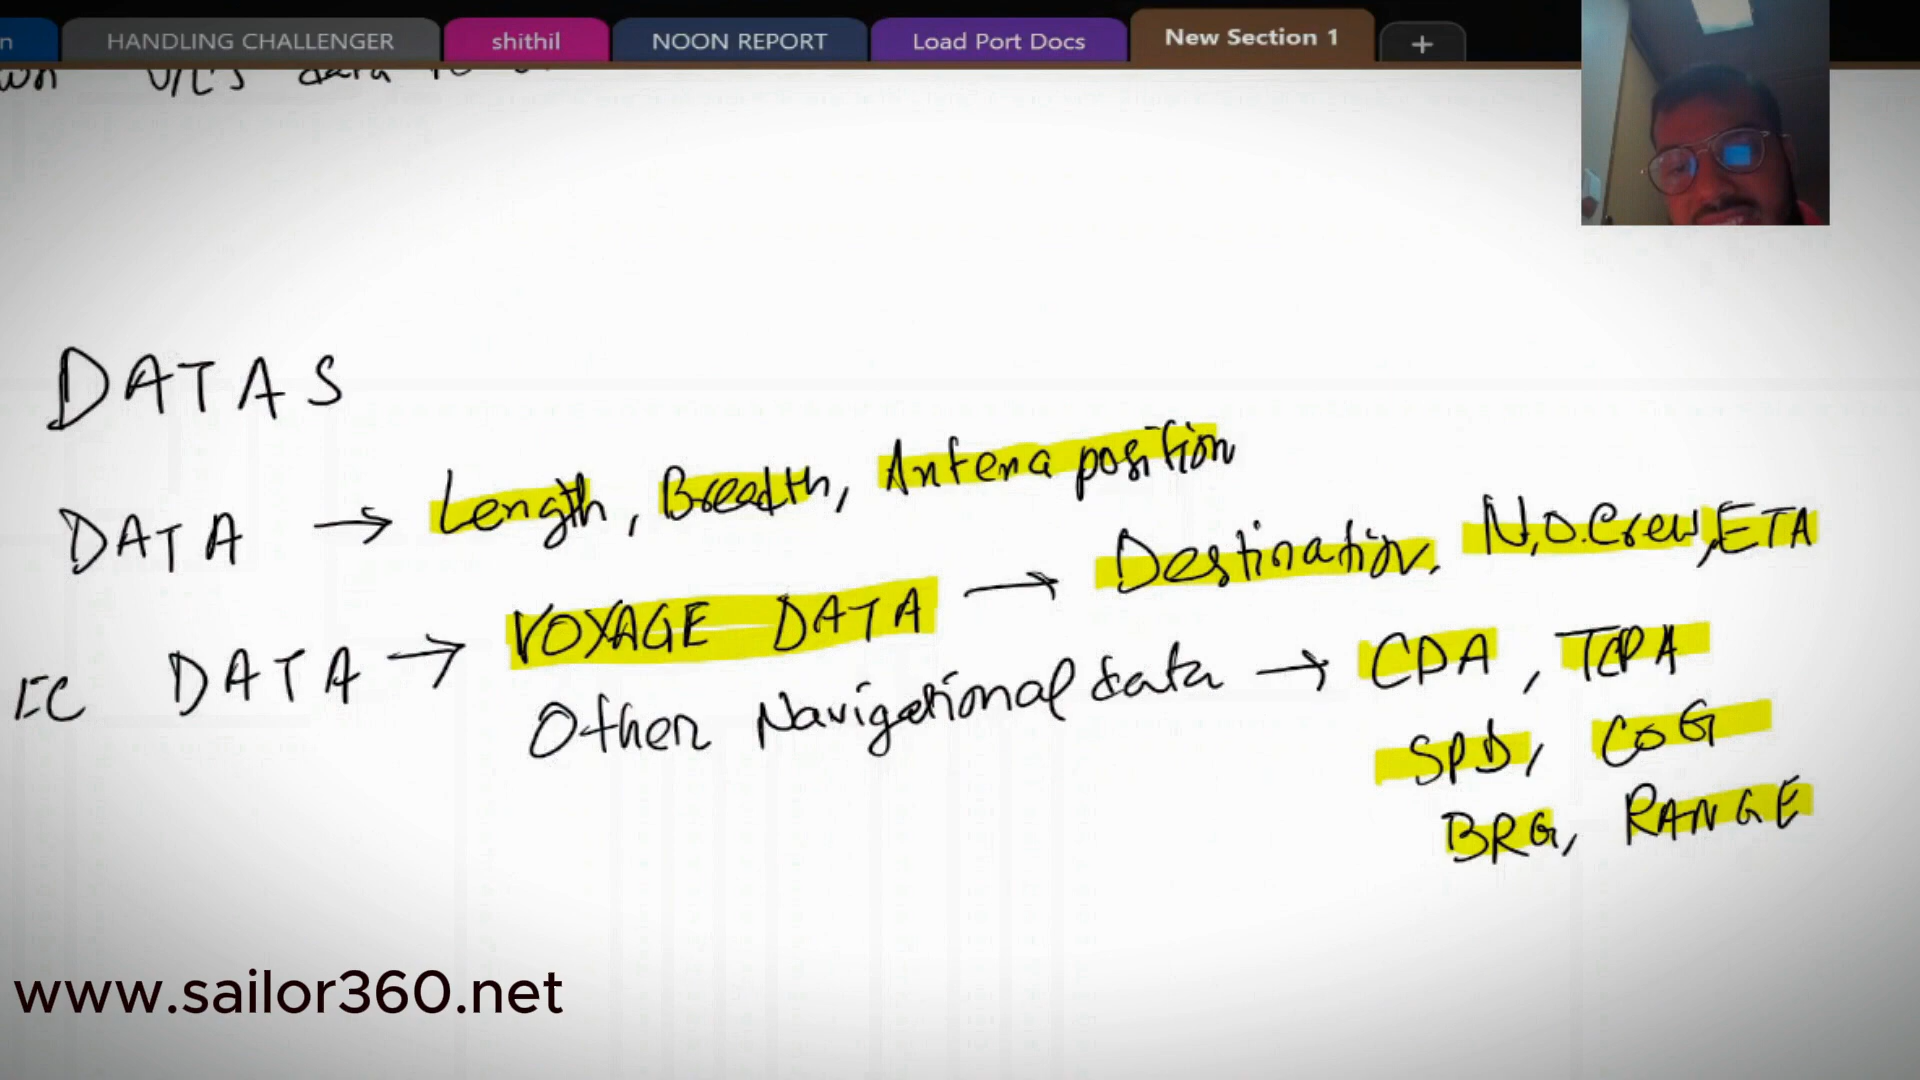 HANDLING CHALLENGER shithil NOON REPORT Load Port Docs New Section 1 +
DATAS
DATA → Length, Breadth, Antena position
IC DATA → VOYAGE DATA → Destination, N.O.Crew, ETA
Other Navigational data → CPA, TCPA
SPD, COG
BRG, RANGE
www.sailor360.net